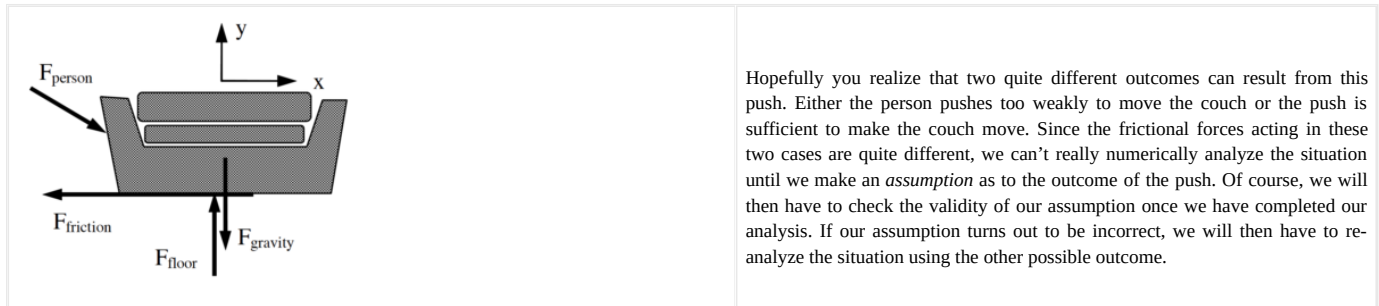 y
x
Fperson
Ffriction
Ffloor
Fgravity
Hopefully you realize that two quite different outcomes can result from this
push. Either the person pushes too weakly to move the couch or the push is
sufficient to make the couch move. Since the frictional forces acting in these
two cases are quite different, we can’t really numerically analyze the situation
until we make an assumption as to the outcome of the push. Of course, we will
then have to check the validity of our assumption once we have completed our
analysis. If our assumption turns out to be incorrect, we will then have to re-
analyze the situation using the other possible outcome.